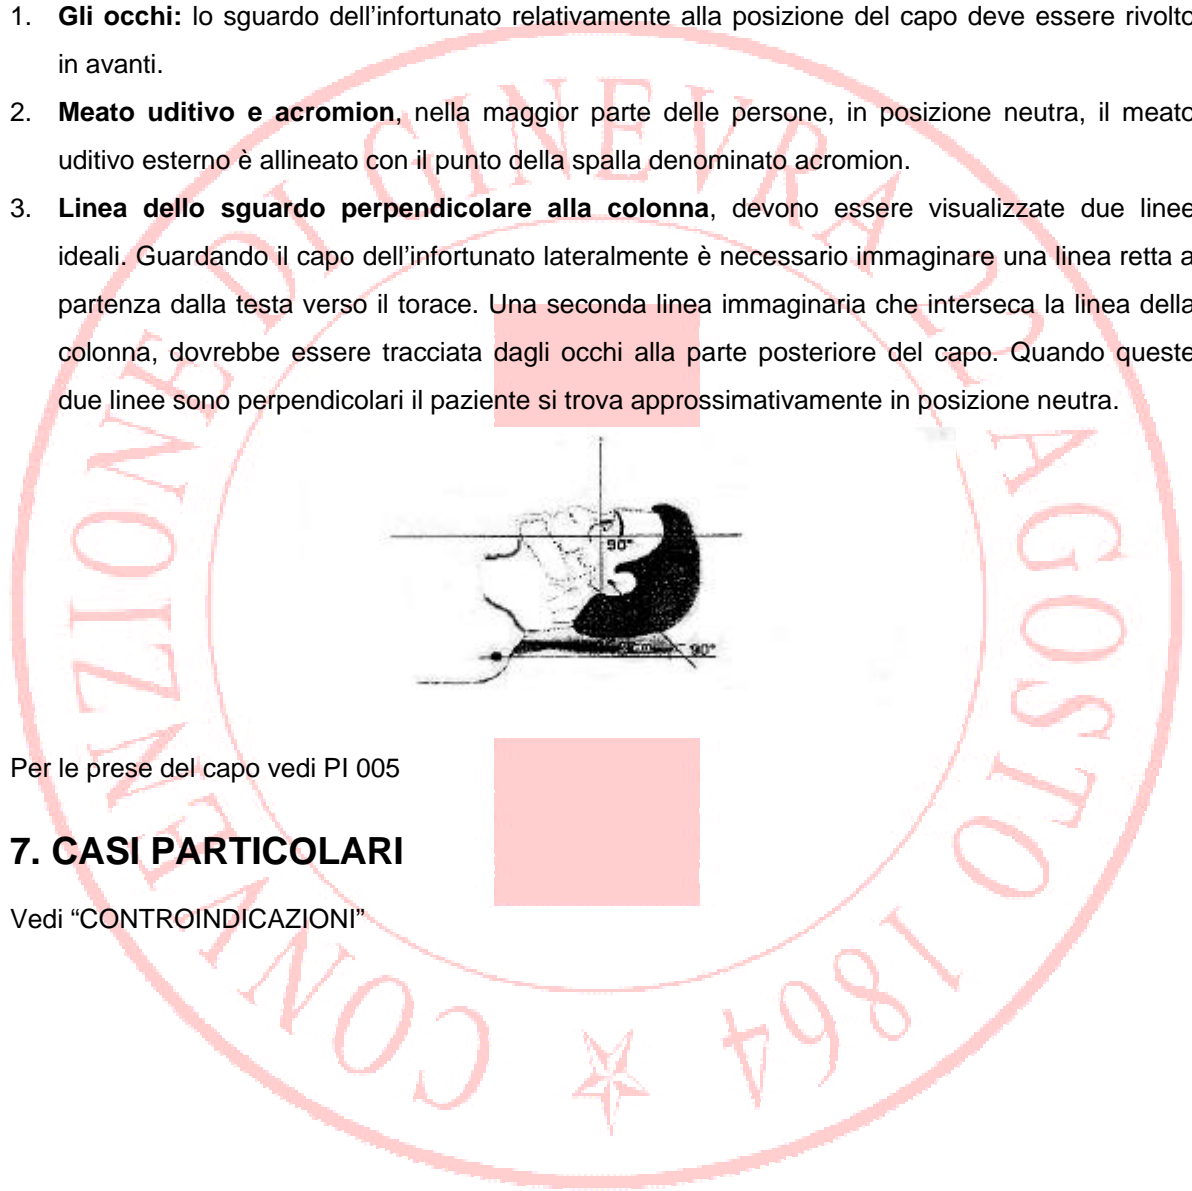 1. Gli occhi: lo sguardo dell’infortunato relativamente alla posizione del capo deve essere rivolto
in avanti.
2. Meato uditivo e acromion, nella maggior parte delle persone, in posizione neutra, il meato
uditivo esterno è allineato con il punto della spalla denominato acromion.
3. Linea dello sguardo perpendicolare alla colonna, devono essere visualizzate due linee
ideali. Guardando il capo dell’infortunato lateralmente è necessario immaginare una linea retta a
partenza dalla testa verso il torace. Una seconda linea immaginaria che interseca la linea della
colonna, dovrebbe essere tracciata dagli occhi alla parte posteriore del capo. Quando queste
due linee sono perpendicolari il paziente si trova approssimativamente in posizione neutra.
90°
90°
Per le prese del capo vedi PI 005
7. CASI PARTICOLARI
Vedi “CONTROINDICAZIONI”
CONVENZIONE DI GINEVRA 22 AGOSTO 1864